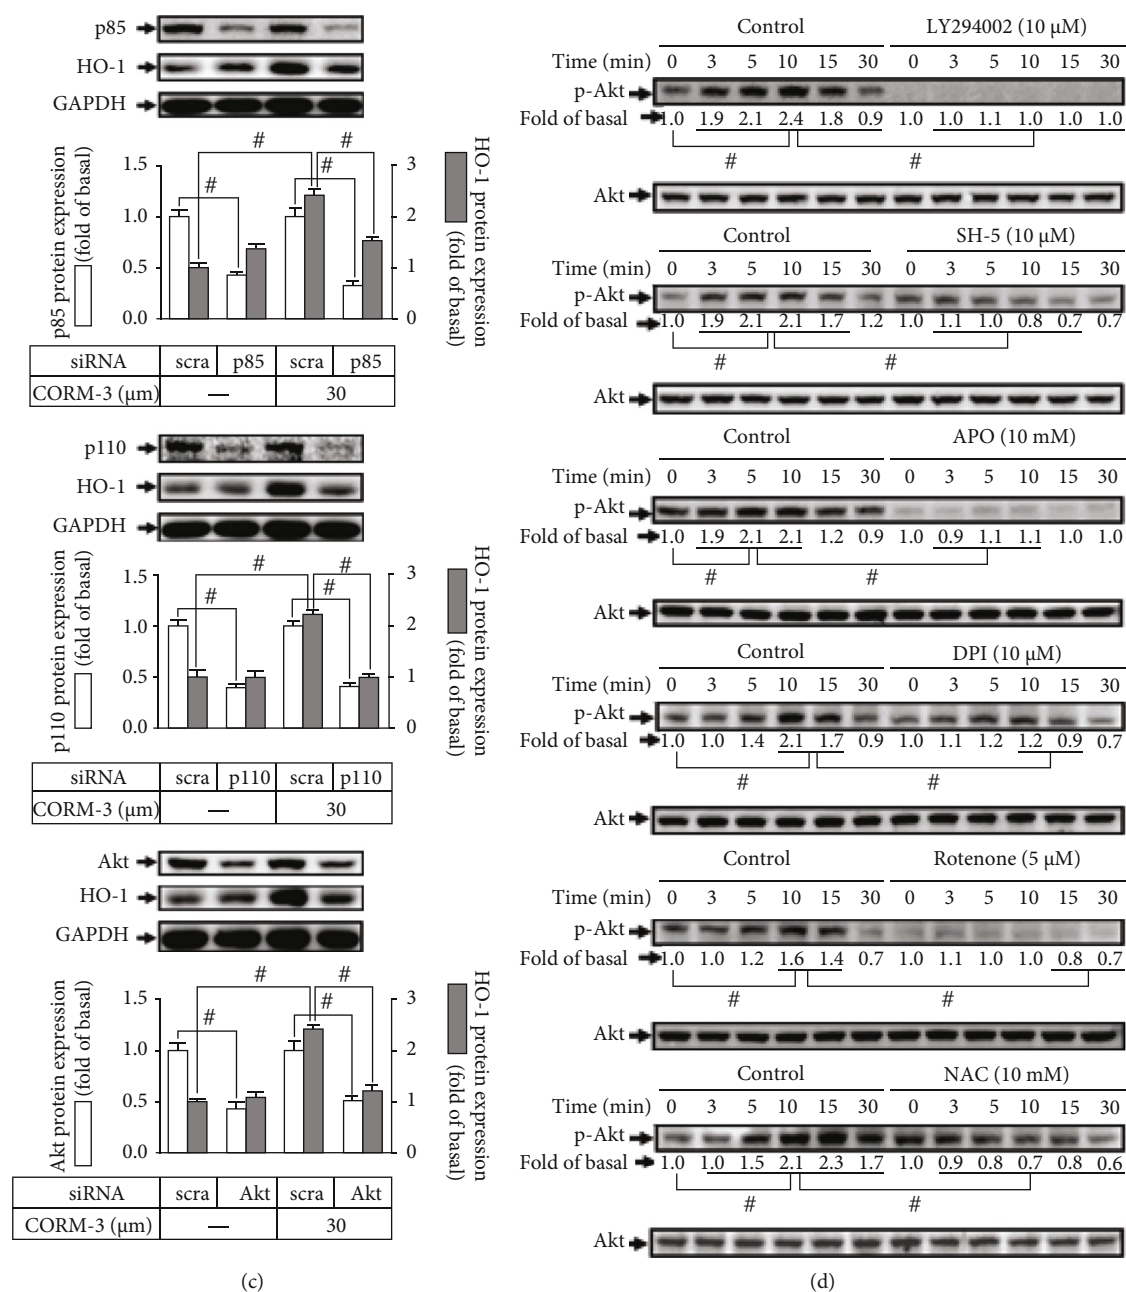 p85
HO-1
GAPDH
#
# #
# #
p85 protein expression
(fold of basal)
1.5
1.0
0.5
0.0
3
2
1
0
HO-1 protein expression
(fold of basal)
siRNA scra p85 scra p85
CORM-3 (μm) — 30
p110
HO-1
GAPDH
# #
# #
p110 protein expression
(fold of basal)
1.5
1.0
0.5
0.0
3
2
1
0
HO-1 protein expression
(fold of basal)
siRNA scra p110 scra p110
CORM-3 (μm) — 30
Akt
HO-1
GAPDH
# #
# #
Akt protein expression
(fold of basal)
1.5
1.0
0.5
0.0
3
2
1
0
HO-1 protein expression
(fold of basal)
siRNA scra Akt scra Akt
CORM-3 (μm) — 30
(c)
Control LY294002 (10 μM)
Time (min) 0 3 5 10 15 30 0 3 5 10 15 30
p-Akt
Fold of basal 1.0 1.9 2.1 2.4 1.8 0.9 1.0 1.0 1.1 1.0 1.0 1.0
# #
Akt
Control SH-5 (10 μM)
Time (min) 0 3 5 10 15 30 0 3 5 10 15 30
p-Akt
Fold of basal 1.0 1.9 2.1 2.1 1.7 1.2 1.0 1.1 1.0 0.8 0.7 0.7
# #
Akt
Control APO (10 mM)
Time (min) 0 3 5 10 15 30 0 3 5 10 15 30
p-Akt
Fold of basal 1.0 1.9 2.1 2.1 1.2 0.9 1.0 0.9 1.1 1.1 1.0 1.0
# #
Akt
Control DPI (10 μM)
Time (min) 0 3 5 10 15 30 0 3 5 10 15 30
p-Akt
Fold of basal 1.0 1.0 1.4 2.1 1.7 0.9 1.0 1.1 1.2 1.2 0.9 0.7
# #
Akt
Control Rotenone (5 μM)
Time (min) 0 3 5 10 15 30 0 3 5 10 15 30
p-Akt
Fold of basal 1.0 1.0 1.2 1.6 1.4 0.7 1.0 1.1 1.0 1.0 0.8 0.7
# #
Akt
Control NAC (10 mM)
Time (min) 0 3 5 10 15 30 0 3 5 10 15 30
p-Akt
Fold of basal 1.0 1.0 1.5 2.1 2.3 1.7 1.0 0.9 0.8 0.7 0.8 0.6
# #
Akt
(d)